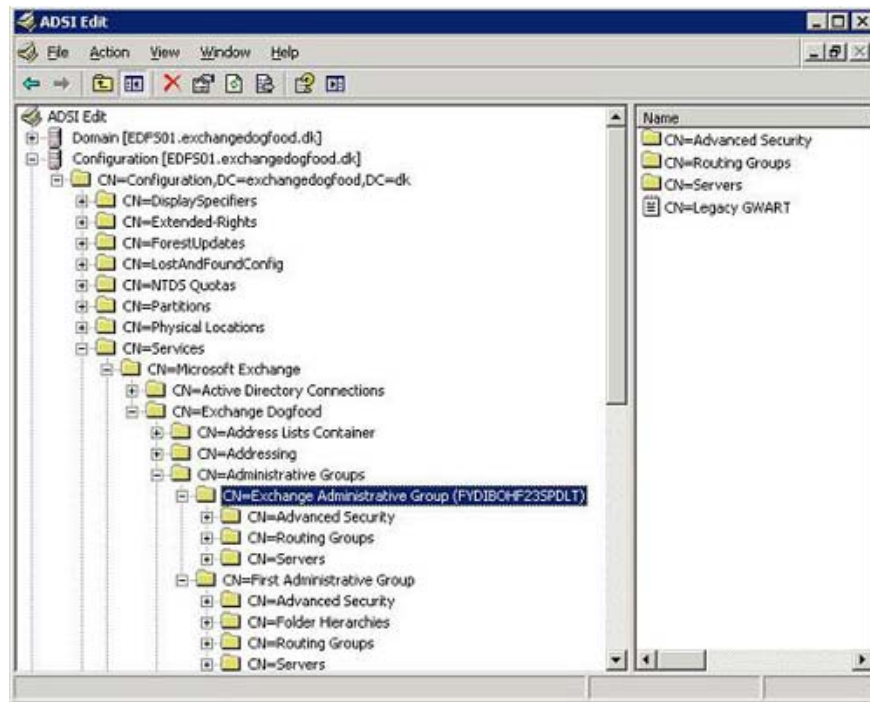 ADSI Edit
File Action View Window Help
ADSI Edit
Domain [EDFS01.exchangedogfood.dk]
Configuration [EDFS01.exchangedogfood.dk]
CN=Configuration,DC=exchangedogfood,DC=dk
CN=DisplaySpecifiers
CN=Extended-Rights
CN=ForestUpdates
CN=LostAndFoundConfig
CN=NTDS Quotas
CN=Partitions
CN=Physical Locations
CN=Services
CN=Microsoft Exchange
CN=Active Directory Connections
CN=Exchange Dogfood
CN=Address Lists Container
CN=Addressing
CN=Administrative Groups
CN=Exchange Administrative Group (FYDIBOHF23SPDLT)
CN=Advanced Security
CN=Routing Groups
CN=Servers
CN=First Administrative Group
CN=Advanced Security
CN=Folder Hierarchies
CN=Routing Groups
CN=Servers
Name
CN=Advanced Security
CN=Routing Groups
CN=Servers
CN=Legacy GWART